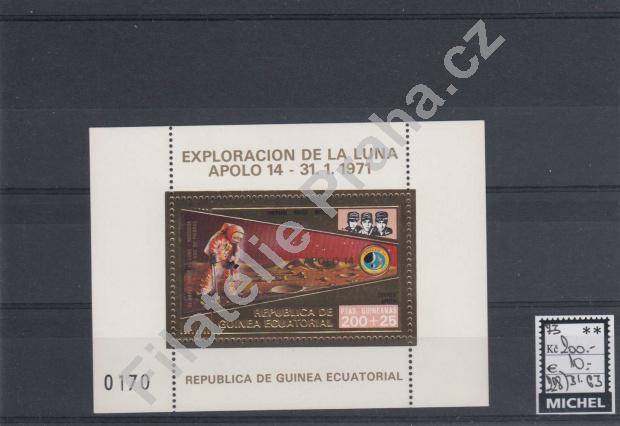 EXPLORACION DE LA LUNA
APOLO 14 - 31.1.1971
PTAS. GUINEANAS
200+25
REPUBLICA DE
GUINEA ECUATORIAL
0170
REPUBLICA DE GUINEA ECUATORIAL
Filatelie Praha.cz
73 **
Kč 200.-
€ 10.-
MICHEL